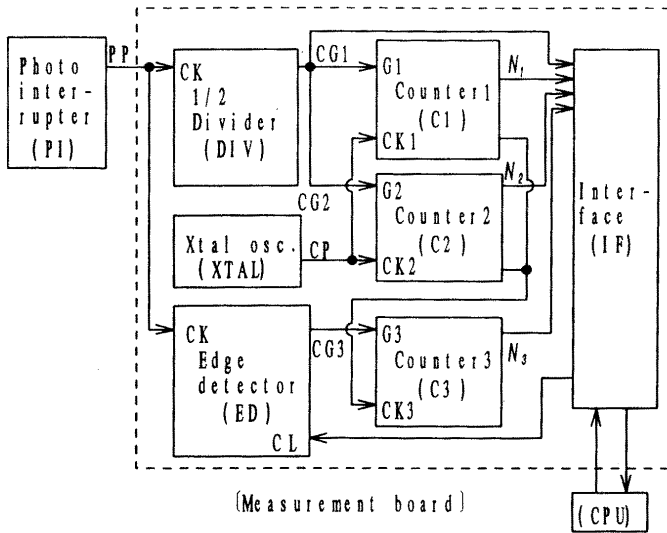 Photo
inter-
rupter
(PI)
PP
CK
1/2
Divider
(DIV)
CG1
G1
Counter1
(C1)
CK1
N1
CG2
G2
Counter2
(C2)
CK2
N2
Xtal osc.
(XTAL)
CP
CK
Edge
detector
(ED)
CL
CG3
G3
Counter3
(C3)
CK3
N3
Inter-
face
(IF)
(CPU)
[Measurement board]